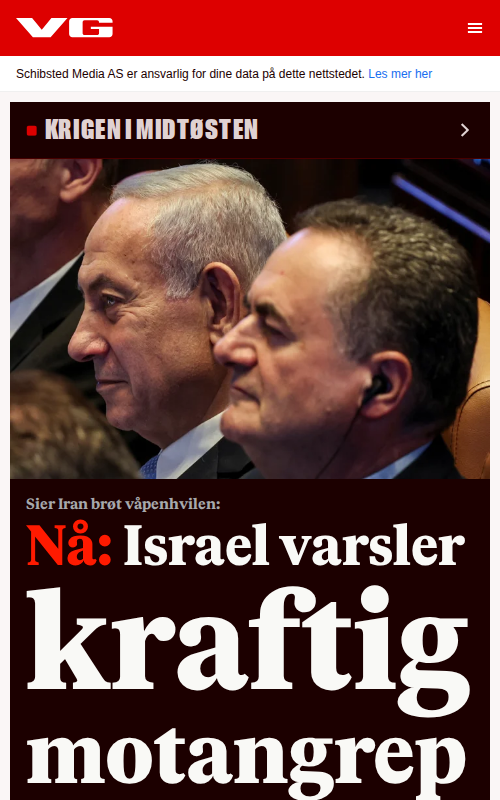 VG
Schibsted Media AS er ansvarlig for dine data på dette nettstedet. Les mer her
KRIGEN I MIDTØSTEN
Sier Iran brøt våpenhvilen:
Nå: Israel varsler
kraftig
motangrep